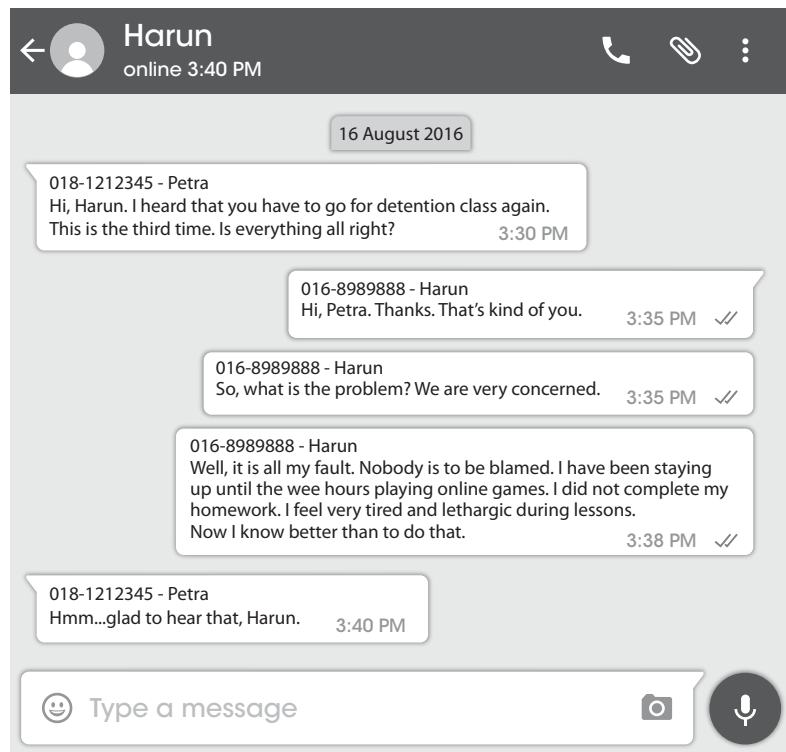 Harun
online 3:40 PM
16 August 2016
018-1212345 - Petra
Hi, Harun. I heard that you have to go for detention class again.
This is the third time. Is everything all right?
3:30 PM
016-8989888 - Harun
Hi, Petra. Thanks. That’s kind of you.
3:35 PM
016-8989888 - Harun
So, what is the problem? We are very concerned.
3:35 PM
016-8989888 - Harun
Well, it is all my fault. Nobody is to be blamed. I have been staying
up until the wee hours playing online games. I did not complete my
homework. I feel very tired and lethargic during lessons.
Now I know better than to do that.
3:38 PM
018-1212345 - Petra
Hmm...glad to hear that, Harun.
3:40 PM
Type a message